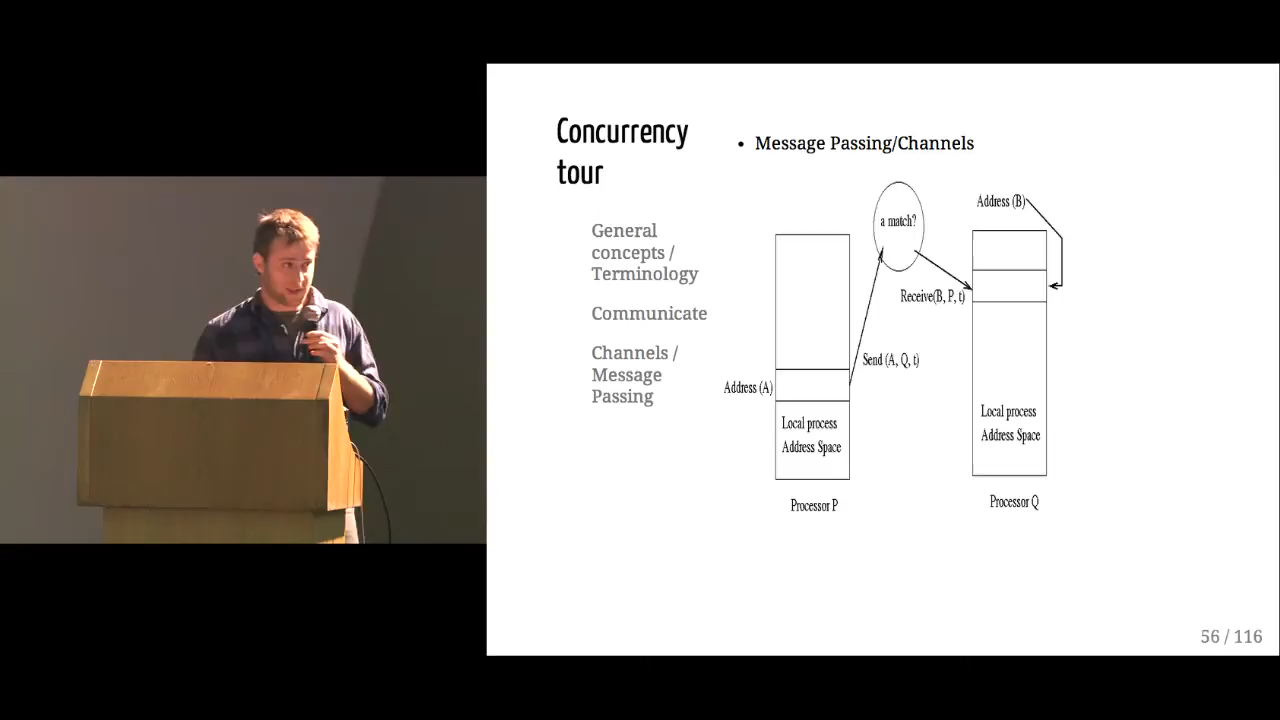 Concurrency
tour
General
concepts /
Terminology
Communicate
Channels /
Message
Passing
• Message Passing/Channels
a match?
Address (B)
Receive(B, P, t)
Send (A, Q, t)
Address (A)
Local process
Address Space
Processor P
Local process
Address Space
Processor Q
56 / 116